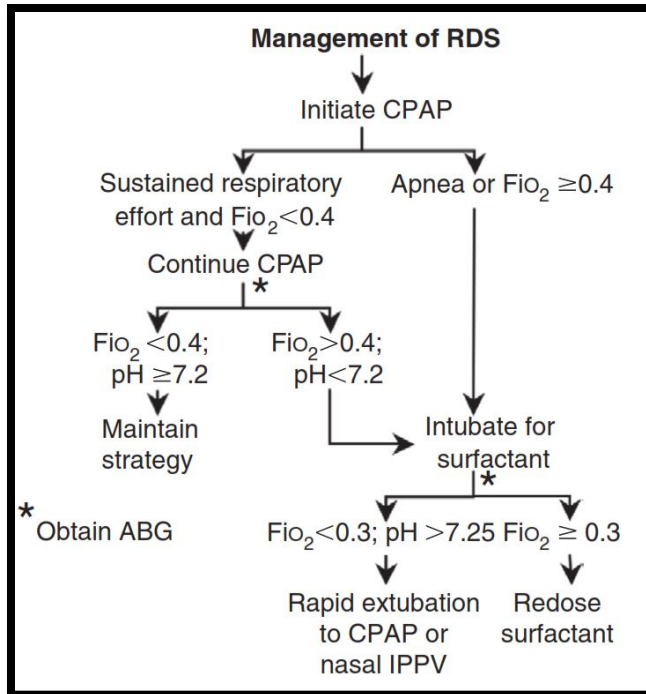 Management of RDS
Initiate CPAP
Sustained respiratory
effort and Fio2<0.4
Apnea or Fio2 ≥0.4
Continue CPAP
*
Fio2 <0.4;
pH ≥7.2
Fio2>0.4;
pH<7.2
Maintain
strategy
Intubate for
surfactant
*
*Obtain ABG
Fio2<0.3; pH >7.25
Fio2 ≥ 0.3
Rapid extubation
to CPAP or
nasal IPPV
Redose
surfactant